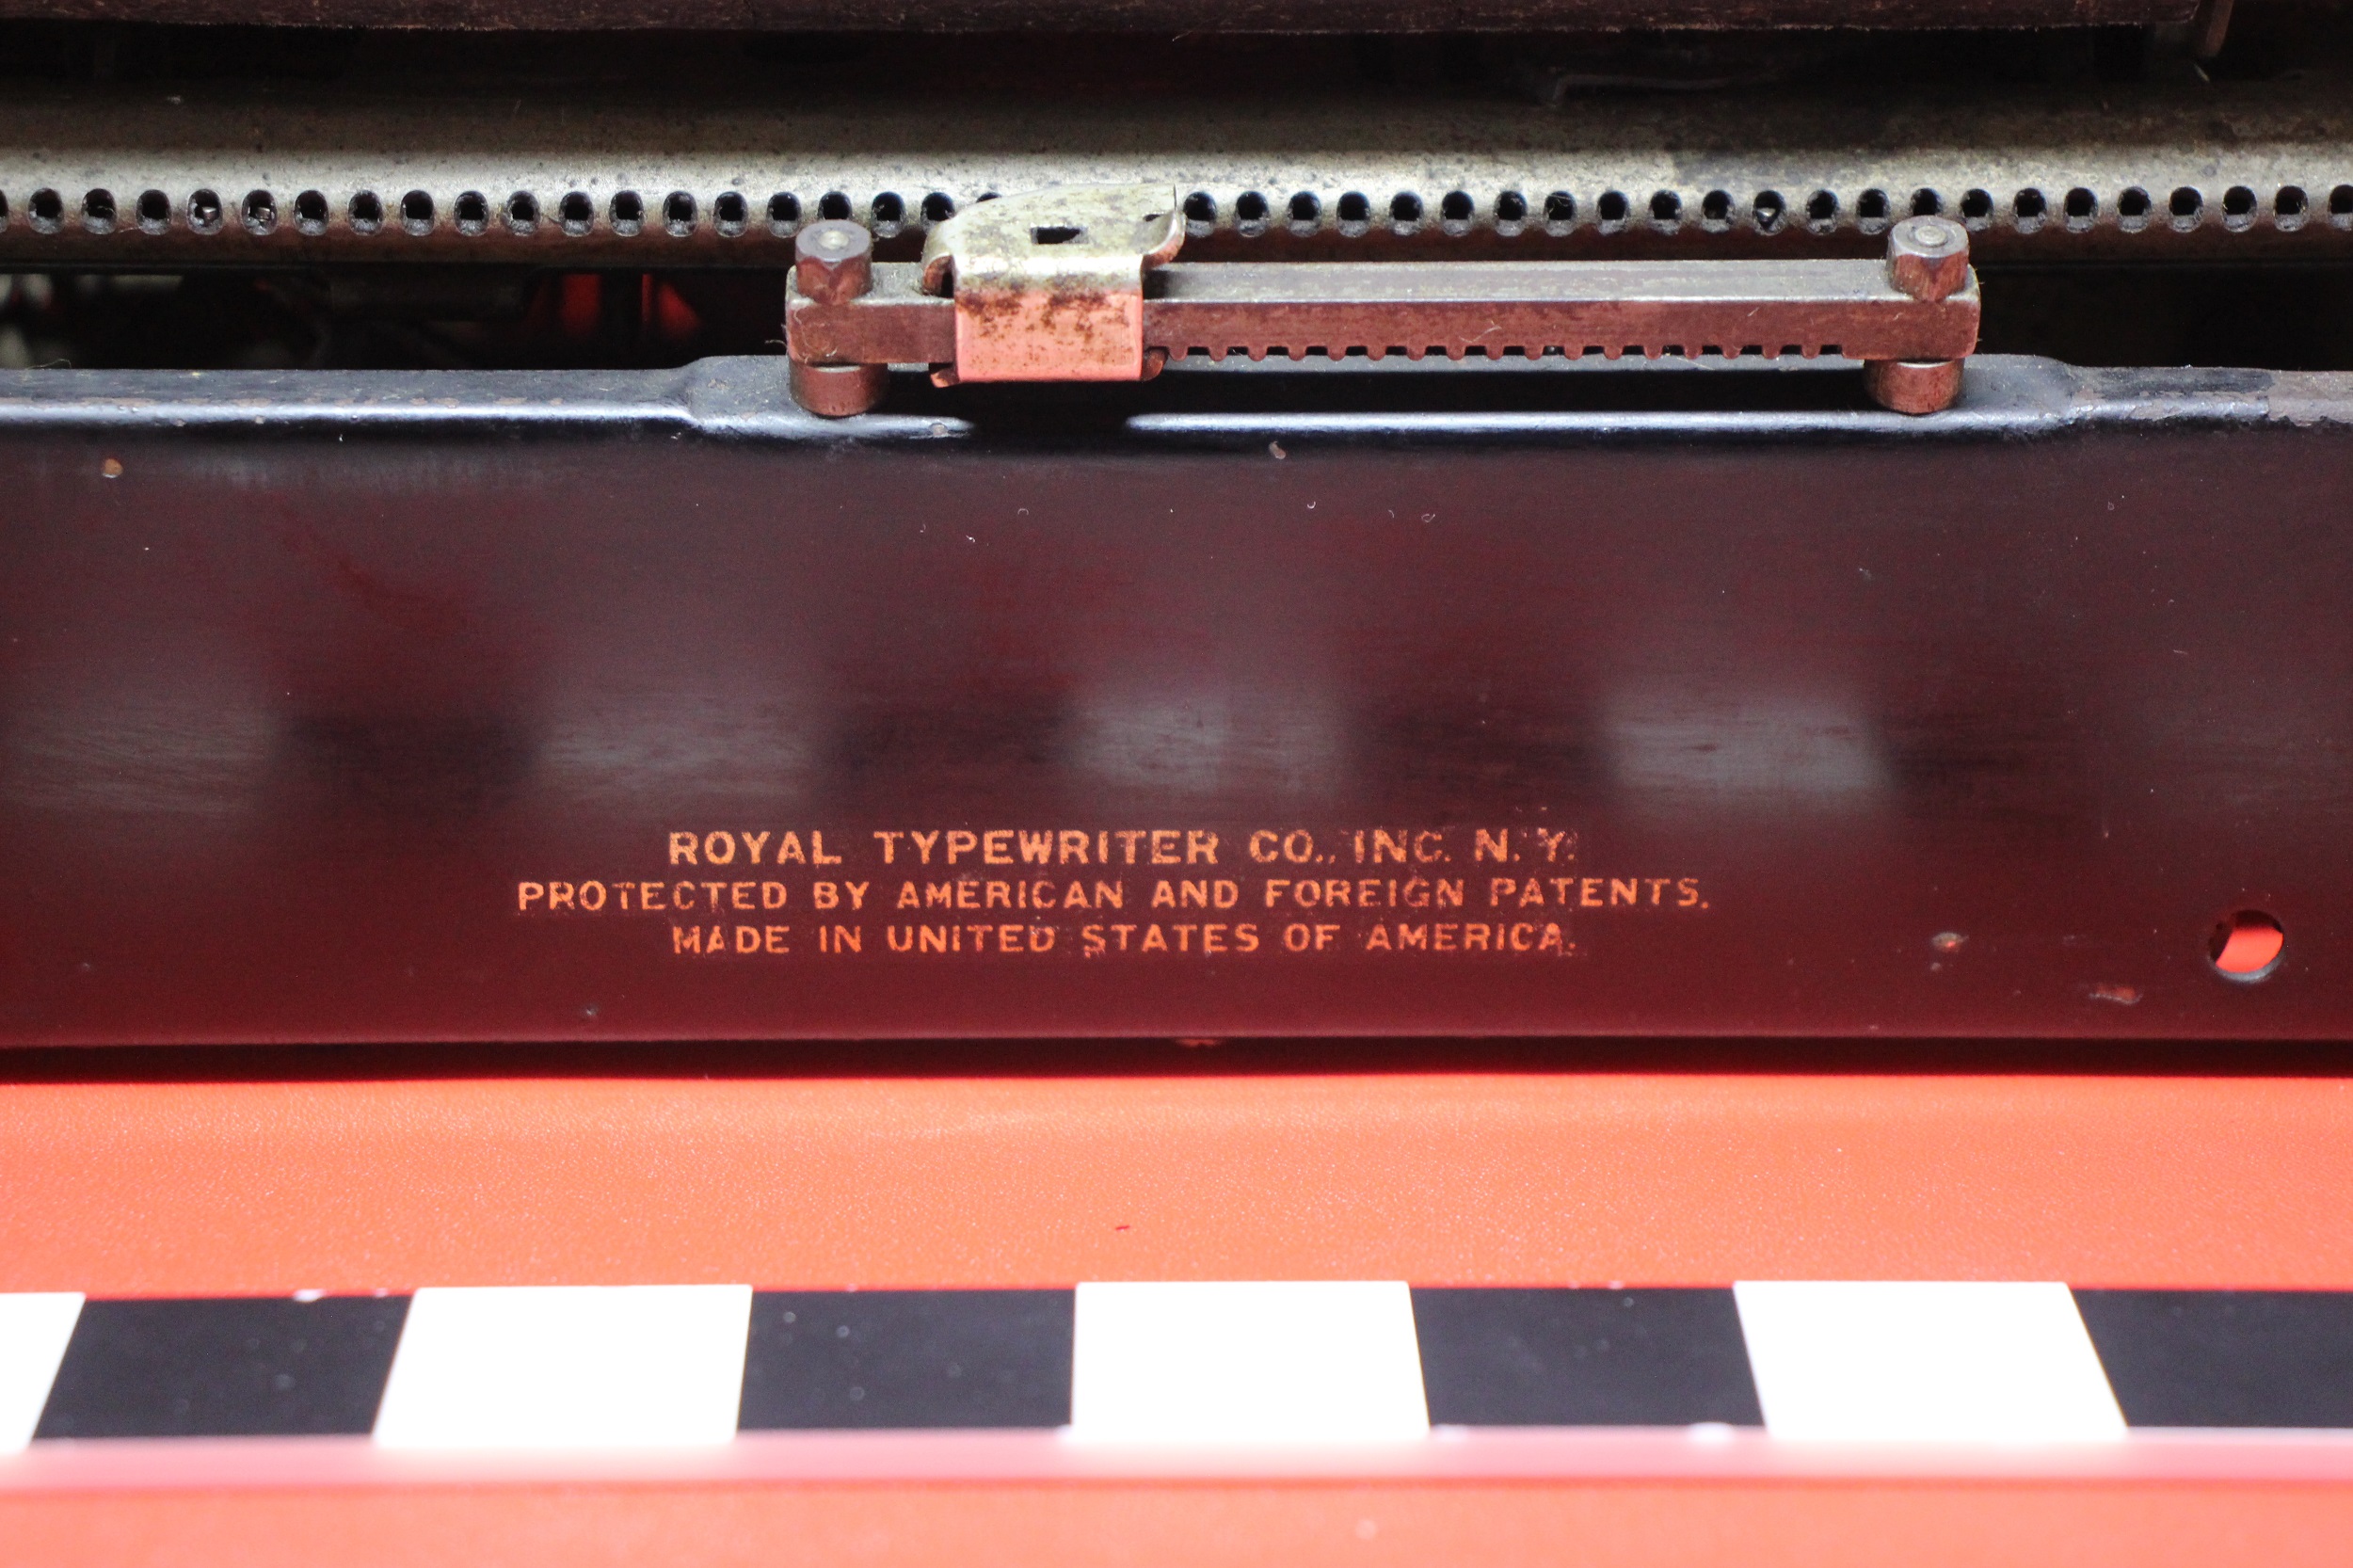 ROYAL TYPEWRITER CO., INC. N.Y.
PROTECTED BY AMERICAN AND FOREIGN PATENTS.
MADE IN UNITED STATES OF AMERICA.